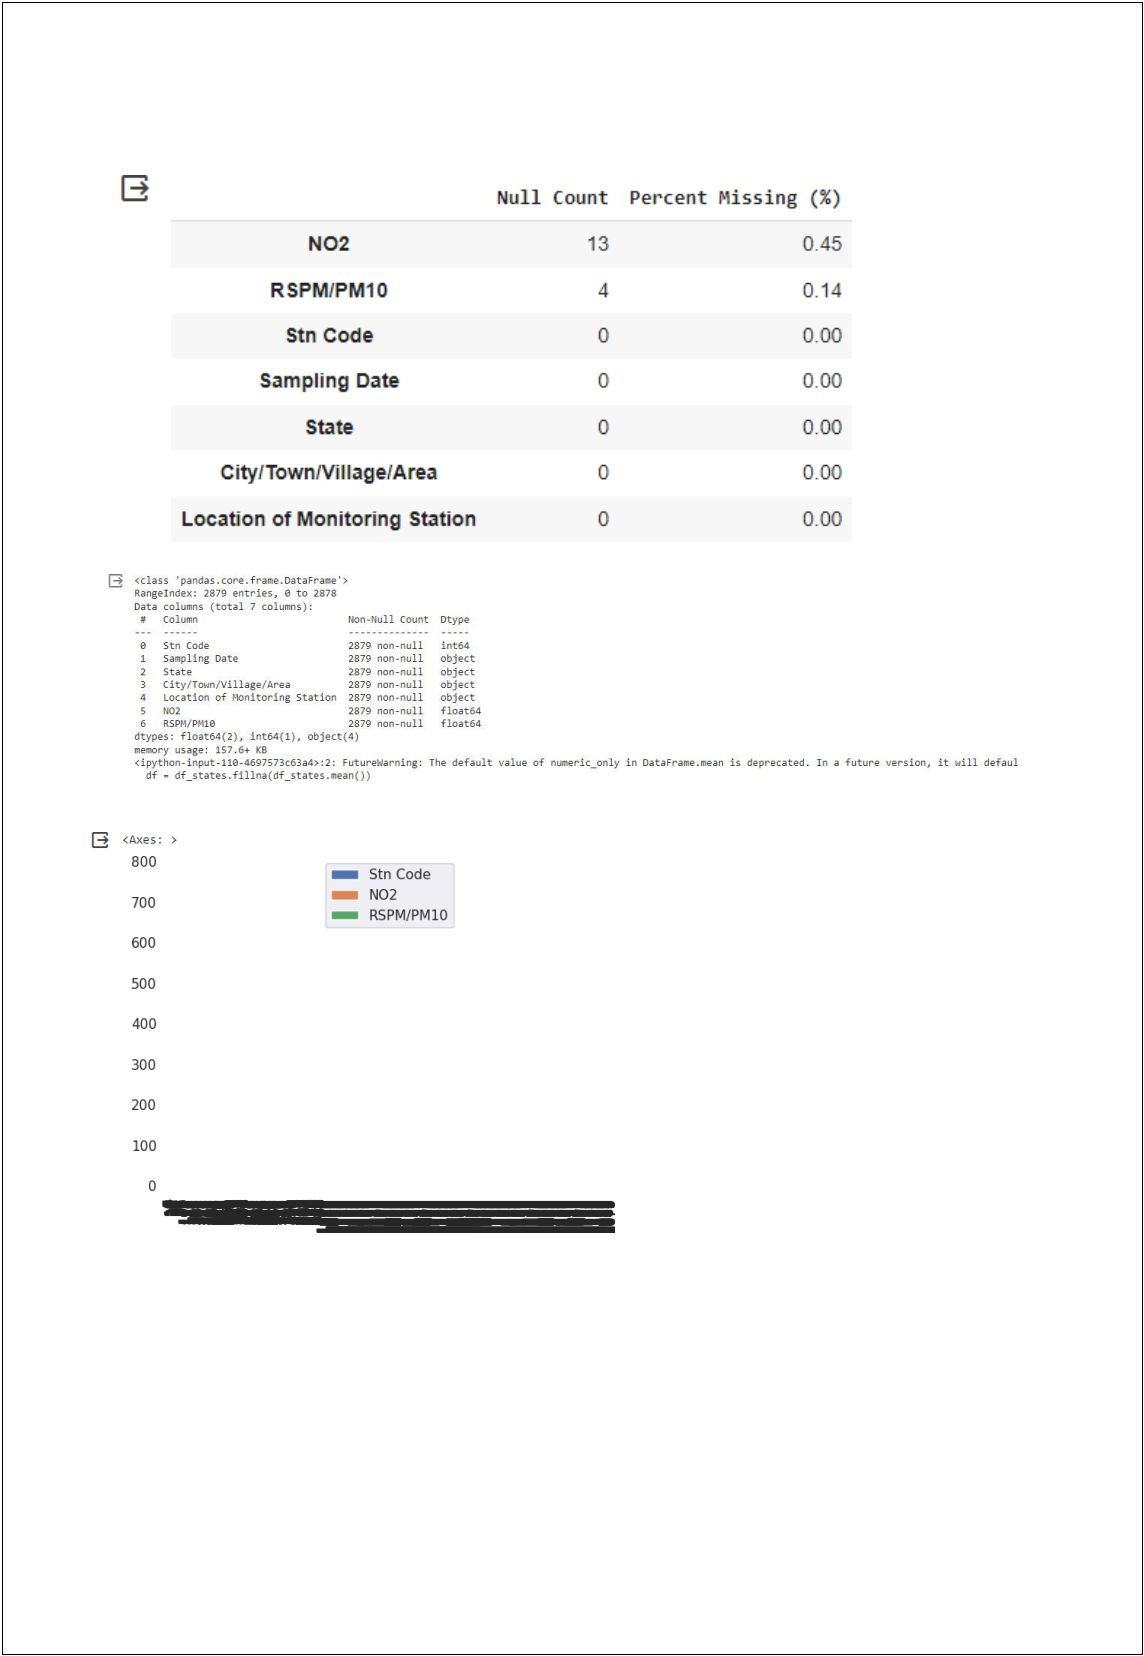 Null Count Percent Missing (%)
NO2 13 0.45
RSPM/PM10 4 0.14
Stn Code 0 0.00
Sampling Date 0 0.00
State 0 0.00
City/Town/Village/Area 0 0.00
Location of Monitoring Station 0 0.00
<class 'pandas.core.frame.DataFrame'>
RangeIndex: 2879 entries, 0 to 2878
Data columns (total 7 columns):
# Column Non-Null Count Dtype
--- ------ -------------- -----
0 Stn Code 2879 non-null int64
1 Sampling Date 2879 non-null object
2 State 2879 non-null object
3 City/Town/Village/Area 2879 non-null object
4 Location of Monitoring Station 2879 non-null object
5 NO2 2879 non-null float64
6 RSPM/PM10 2879 non-null float64
dtypes: float64(2), int64(1), object(4)
memory usage: 157.6+ KB
<ipython-input-110-4697573c63a4>:2: FutureWarning: The default value of numeric_only in DataFrame.mean is deprecated. In a future version, it will defaul
df = df_states.fillna(df_states.mean())
<Axes: >
800
Stn Code
NO2
700
RSPM/PM10
600
500
400
300
200
100
0